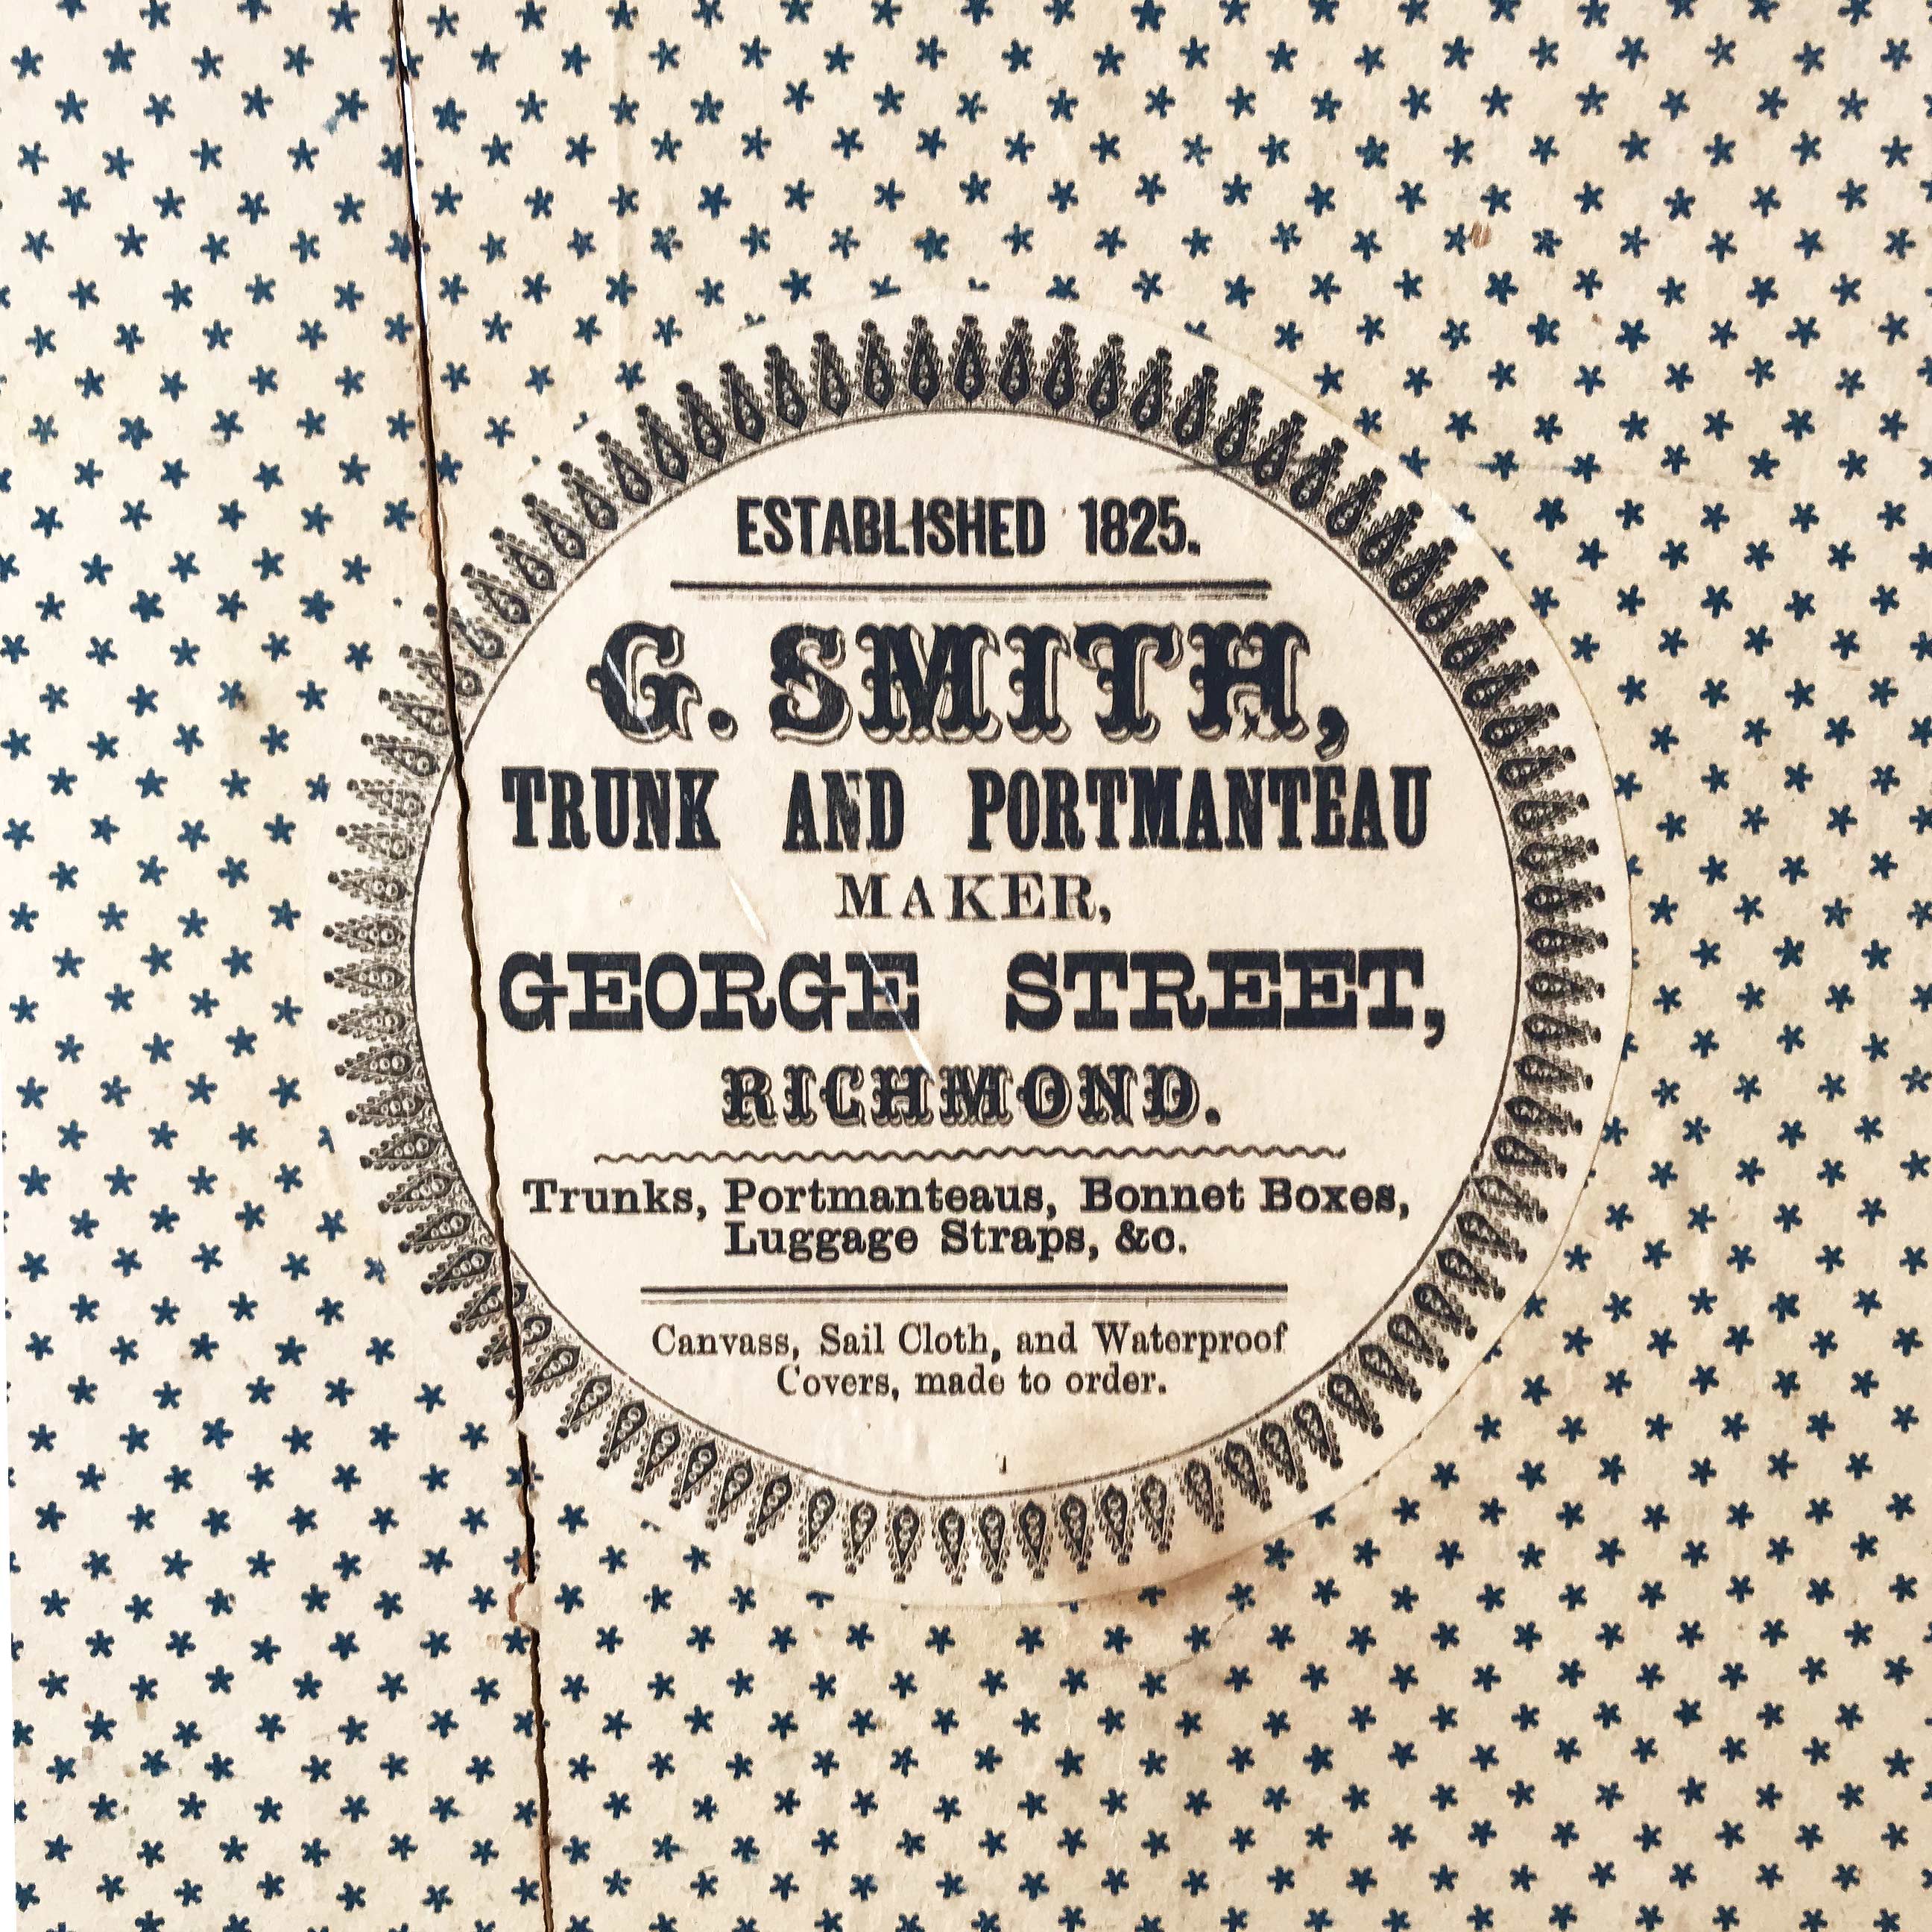 ESTABLISHED 1825.
G. SMITH,
TRUNK AND PORTMANTEAU
MAKER,
GEORGE STREET,
RICHMOND.
Trunks, Portmanteaus, Bonnet Boxes,
Luggage Straps, &c.
Canvass, Sail Cloth, and Waterproof
Covers, made to order.